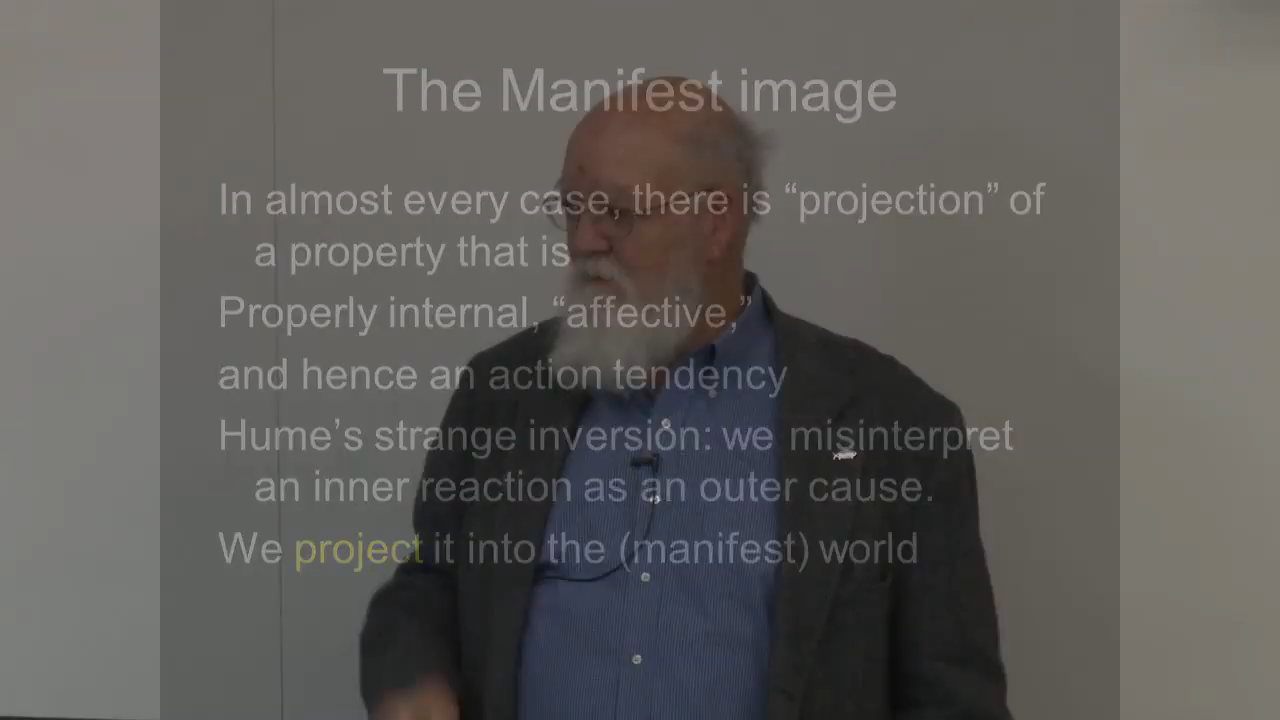 The Manifest image
In almost every case, there is “projection” of
a property that is
Properly internal, “affective,”
and hence an action tendency
Hume’s strange inversion: we misinterpret
an inner reaction as an outer cause.
We project it into the (manifest) world